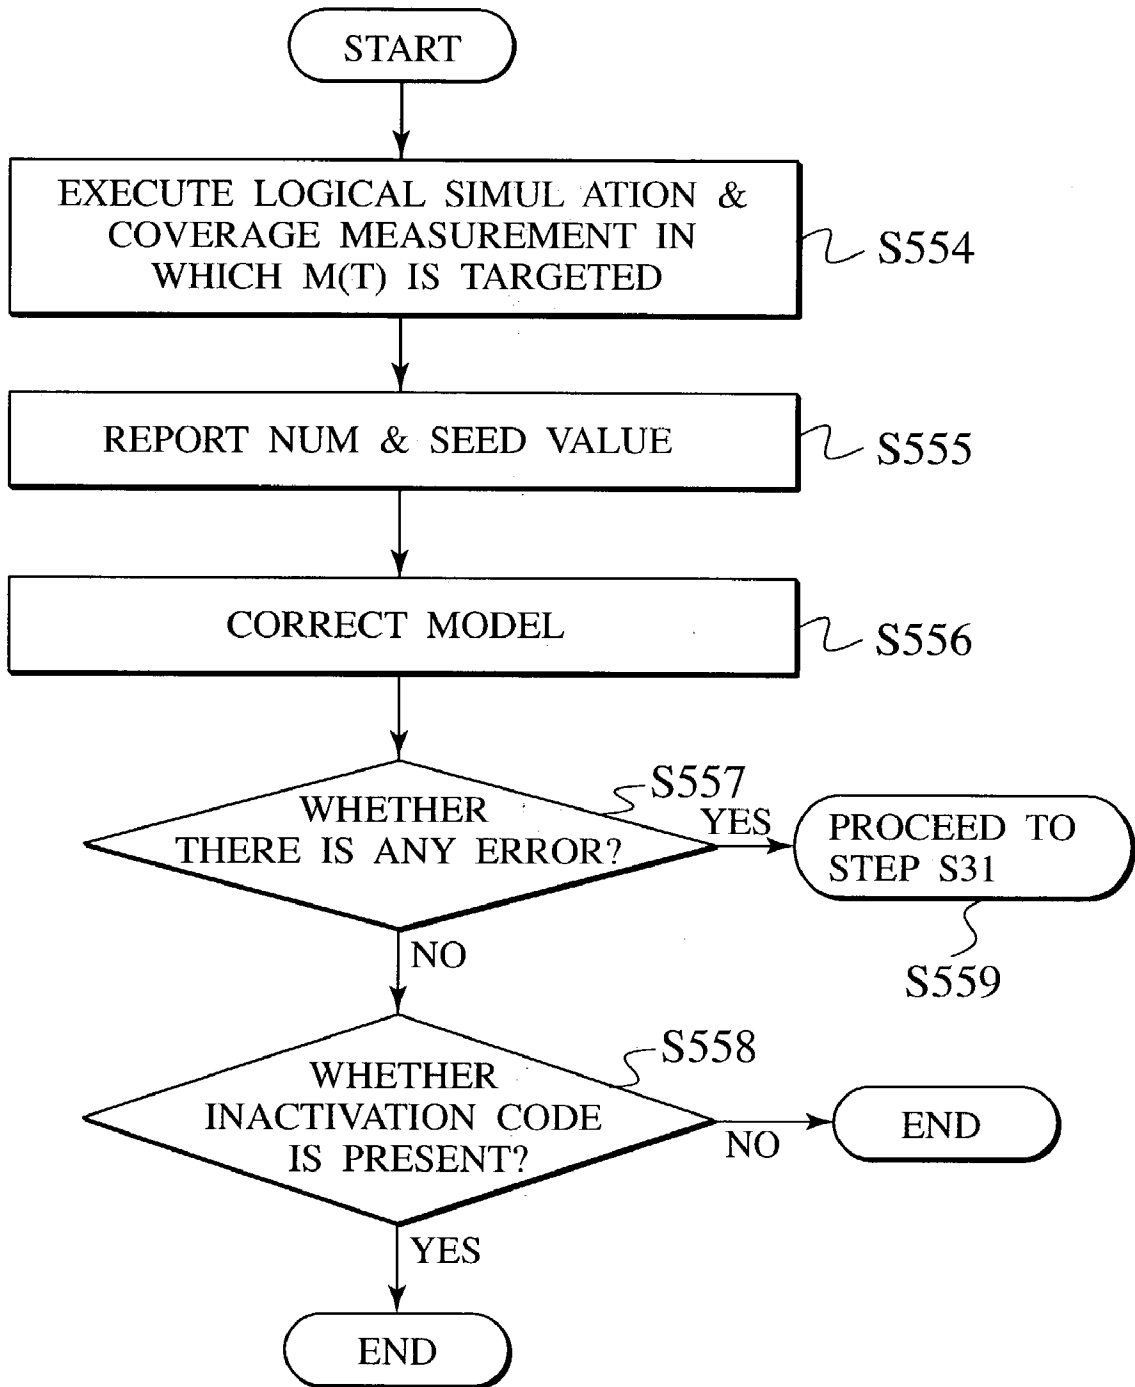 START
EXECUTE LOGICAL SIMUL ATION &
COVERAGE MEASUREMENT IN
WHICH M(T) IS TARGETED
S554
REPORT NUM & SEED VALUE
S555
CORRECT MODEL
S556
S557
WHETHER
THERE IS ANY ERROR?
YES
PROCEED TO
STEP S31
S559
NO
S558
WHETHER
INACTIVATION CODE
IS PRESENT?
NO
END
YES
END